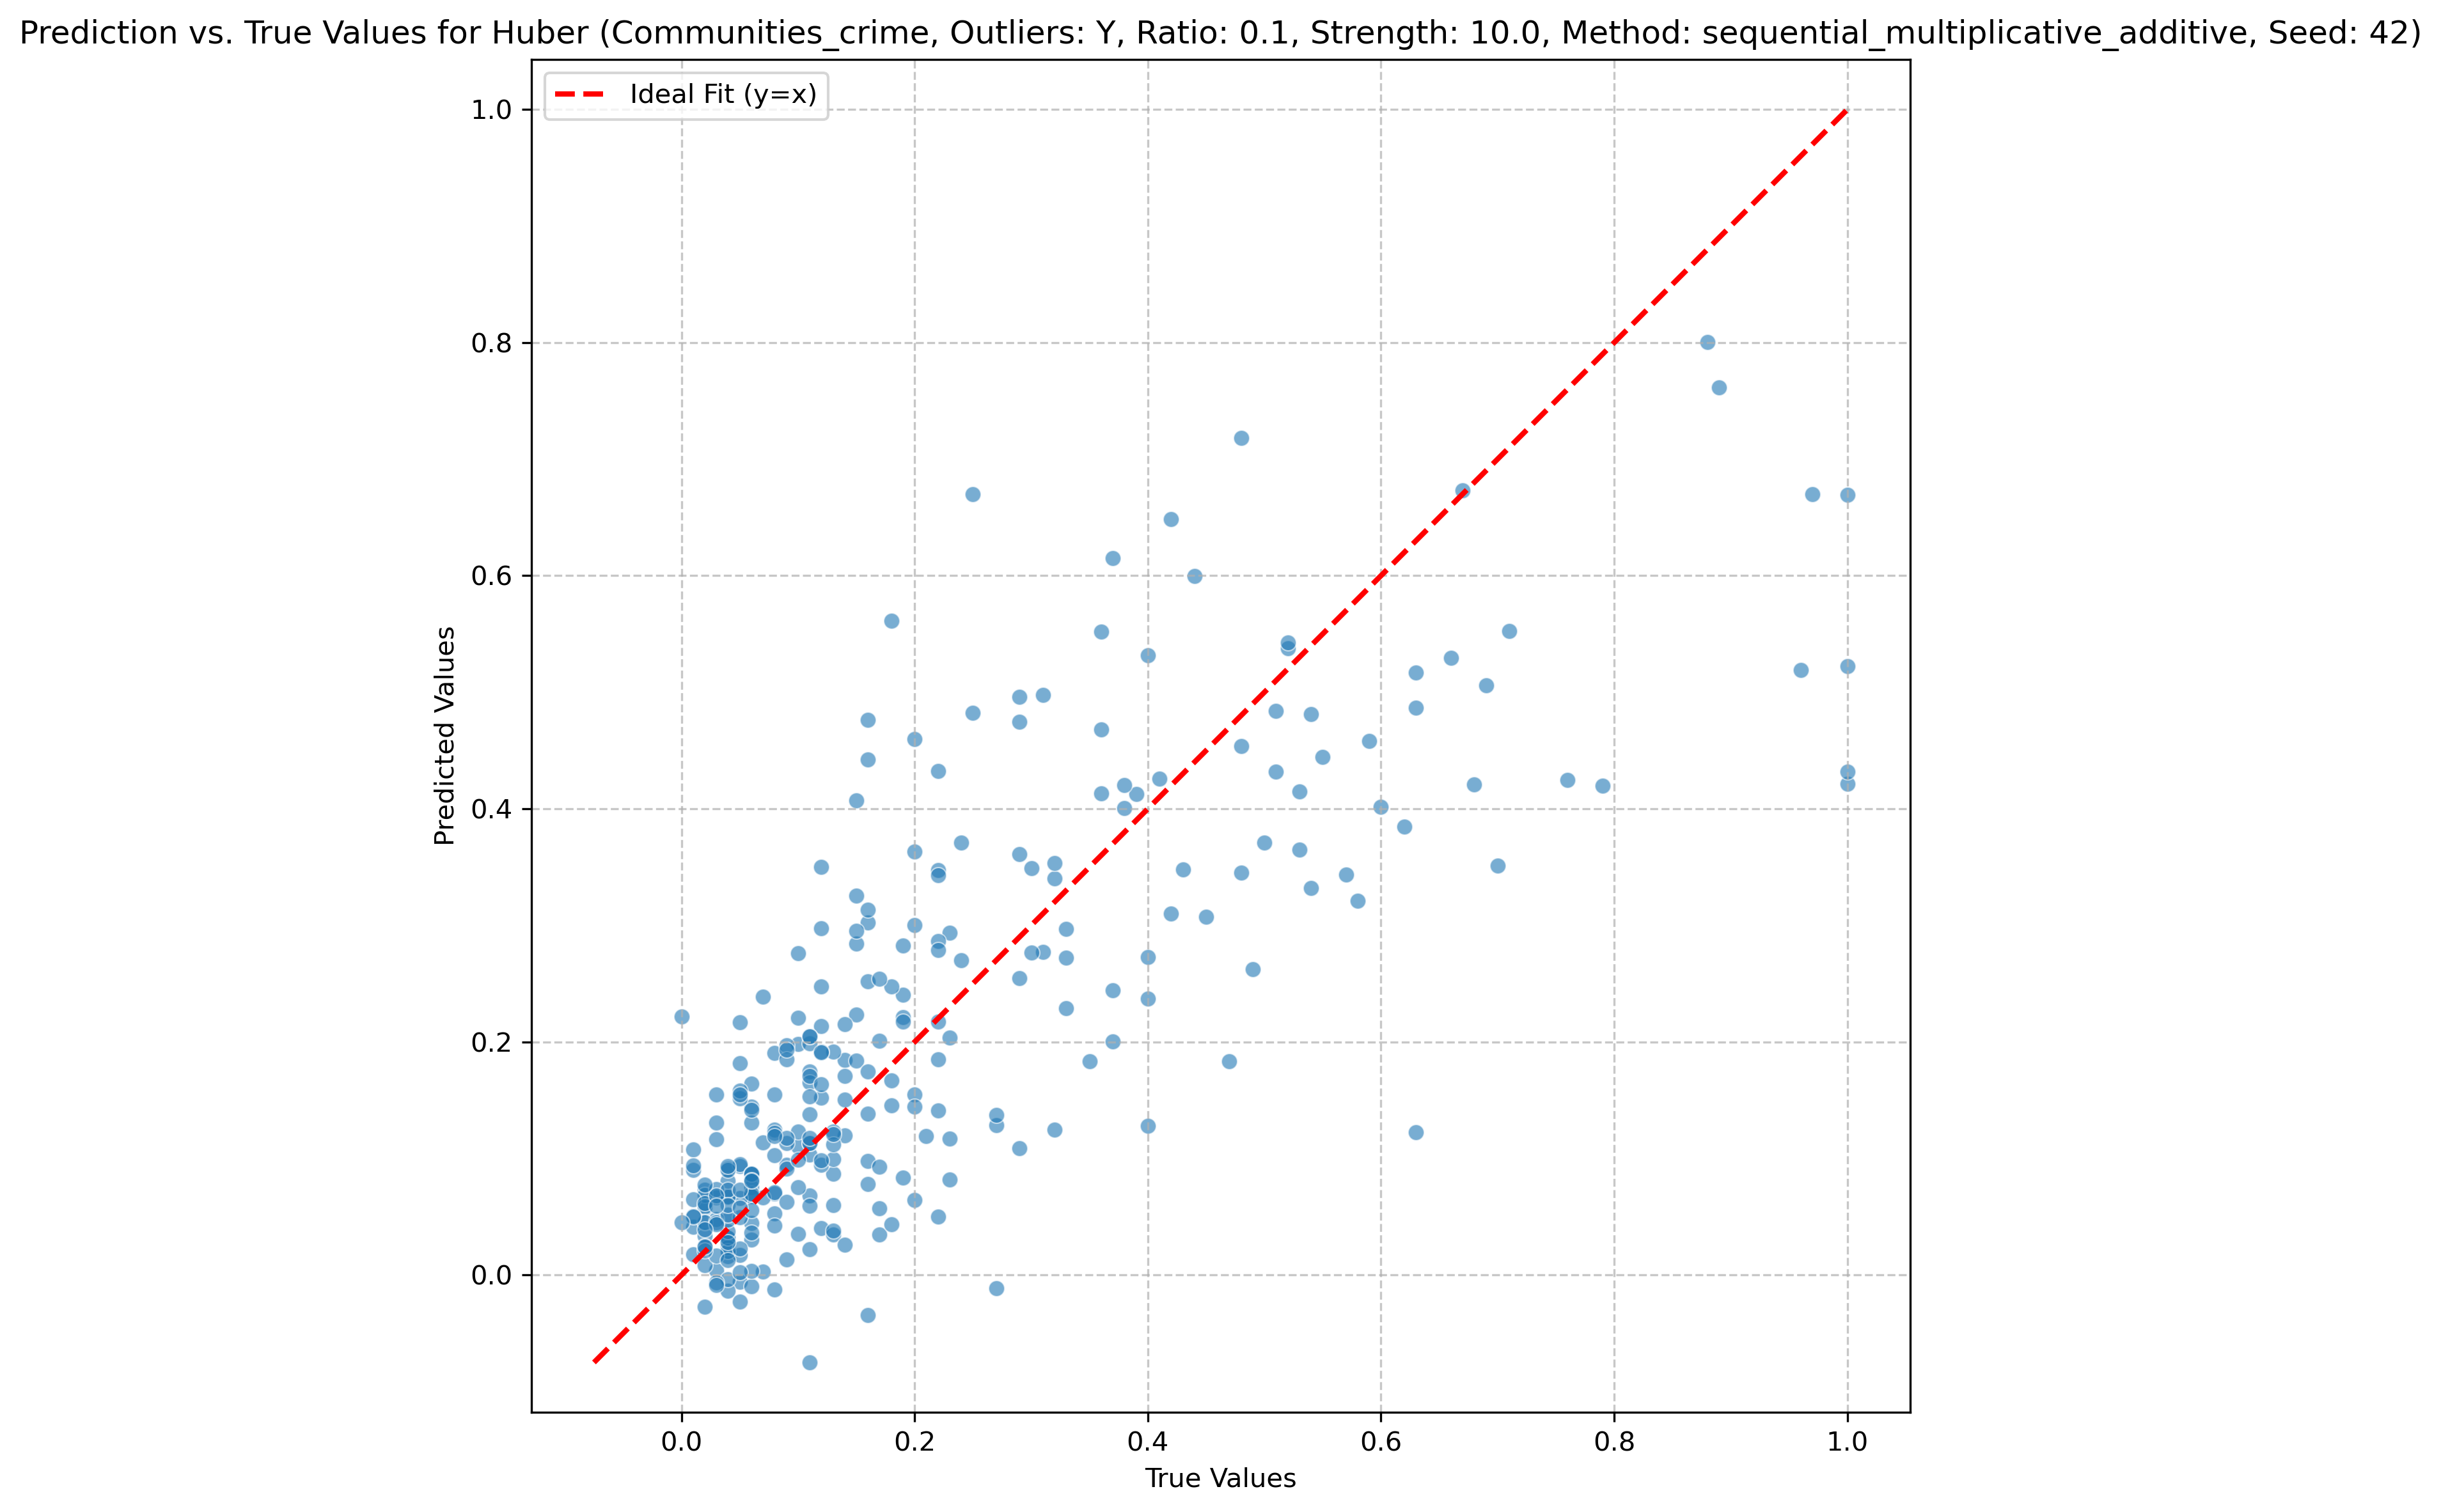 Prediction vs. True Values for Huber (Communities_crime, Outliers: Y, Ratio: 0.1, Strength: 10.0, Method: sequential_multiplicative_additive, Seed: 42)
Ideal Fit (y=x)
1.0
0.8
0.6
0.4
0.2
0.0
Predicted Values
0.0 0.2 0.4 0.6 0.8 1.0
True Values